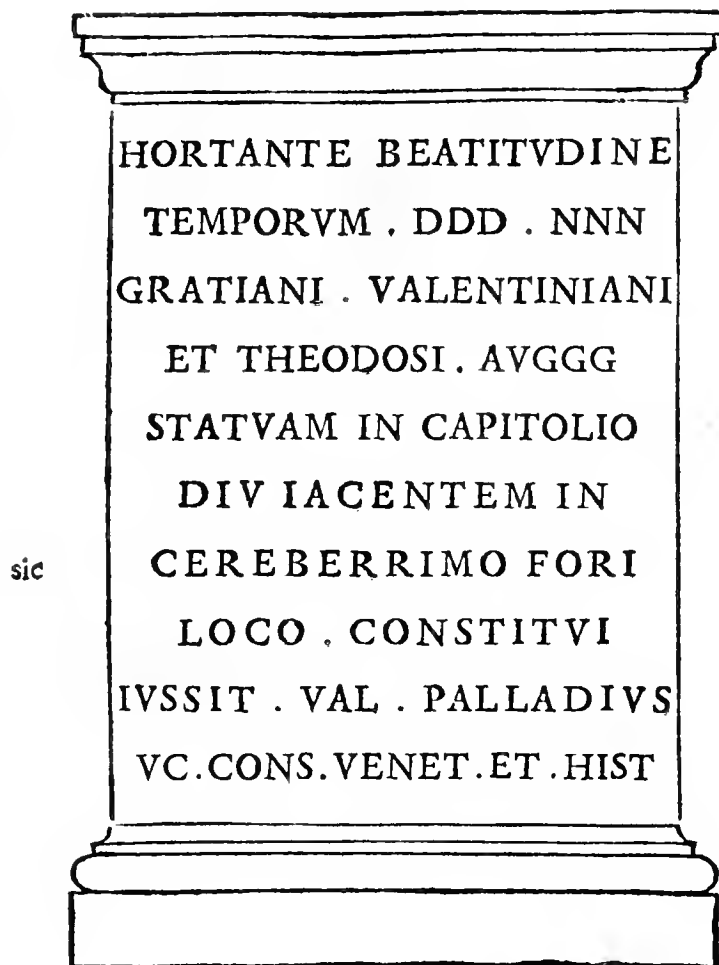 HORTANTE BEATITVDINE
TEMPORVM . DDD . NNN
GRATIANI . VALENTINIANI
ET THEODOSI . AVGGG
STATVAM IN CAPITOLIO
DIV IACENTEM IN
sic CEREBERRIMO FORI
LOCO . CONSTITVI
IVSSIT . VAL . PALLADIVS
VC.CONS.VENET.ET.HIST